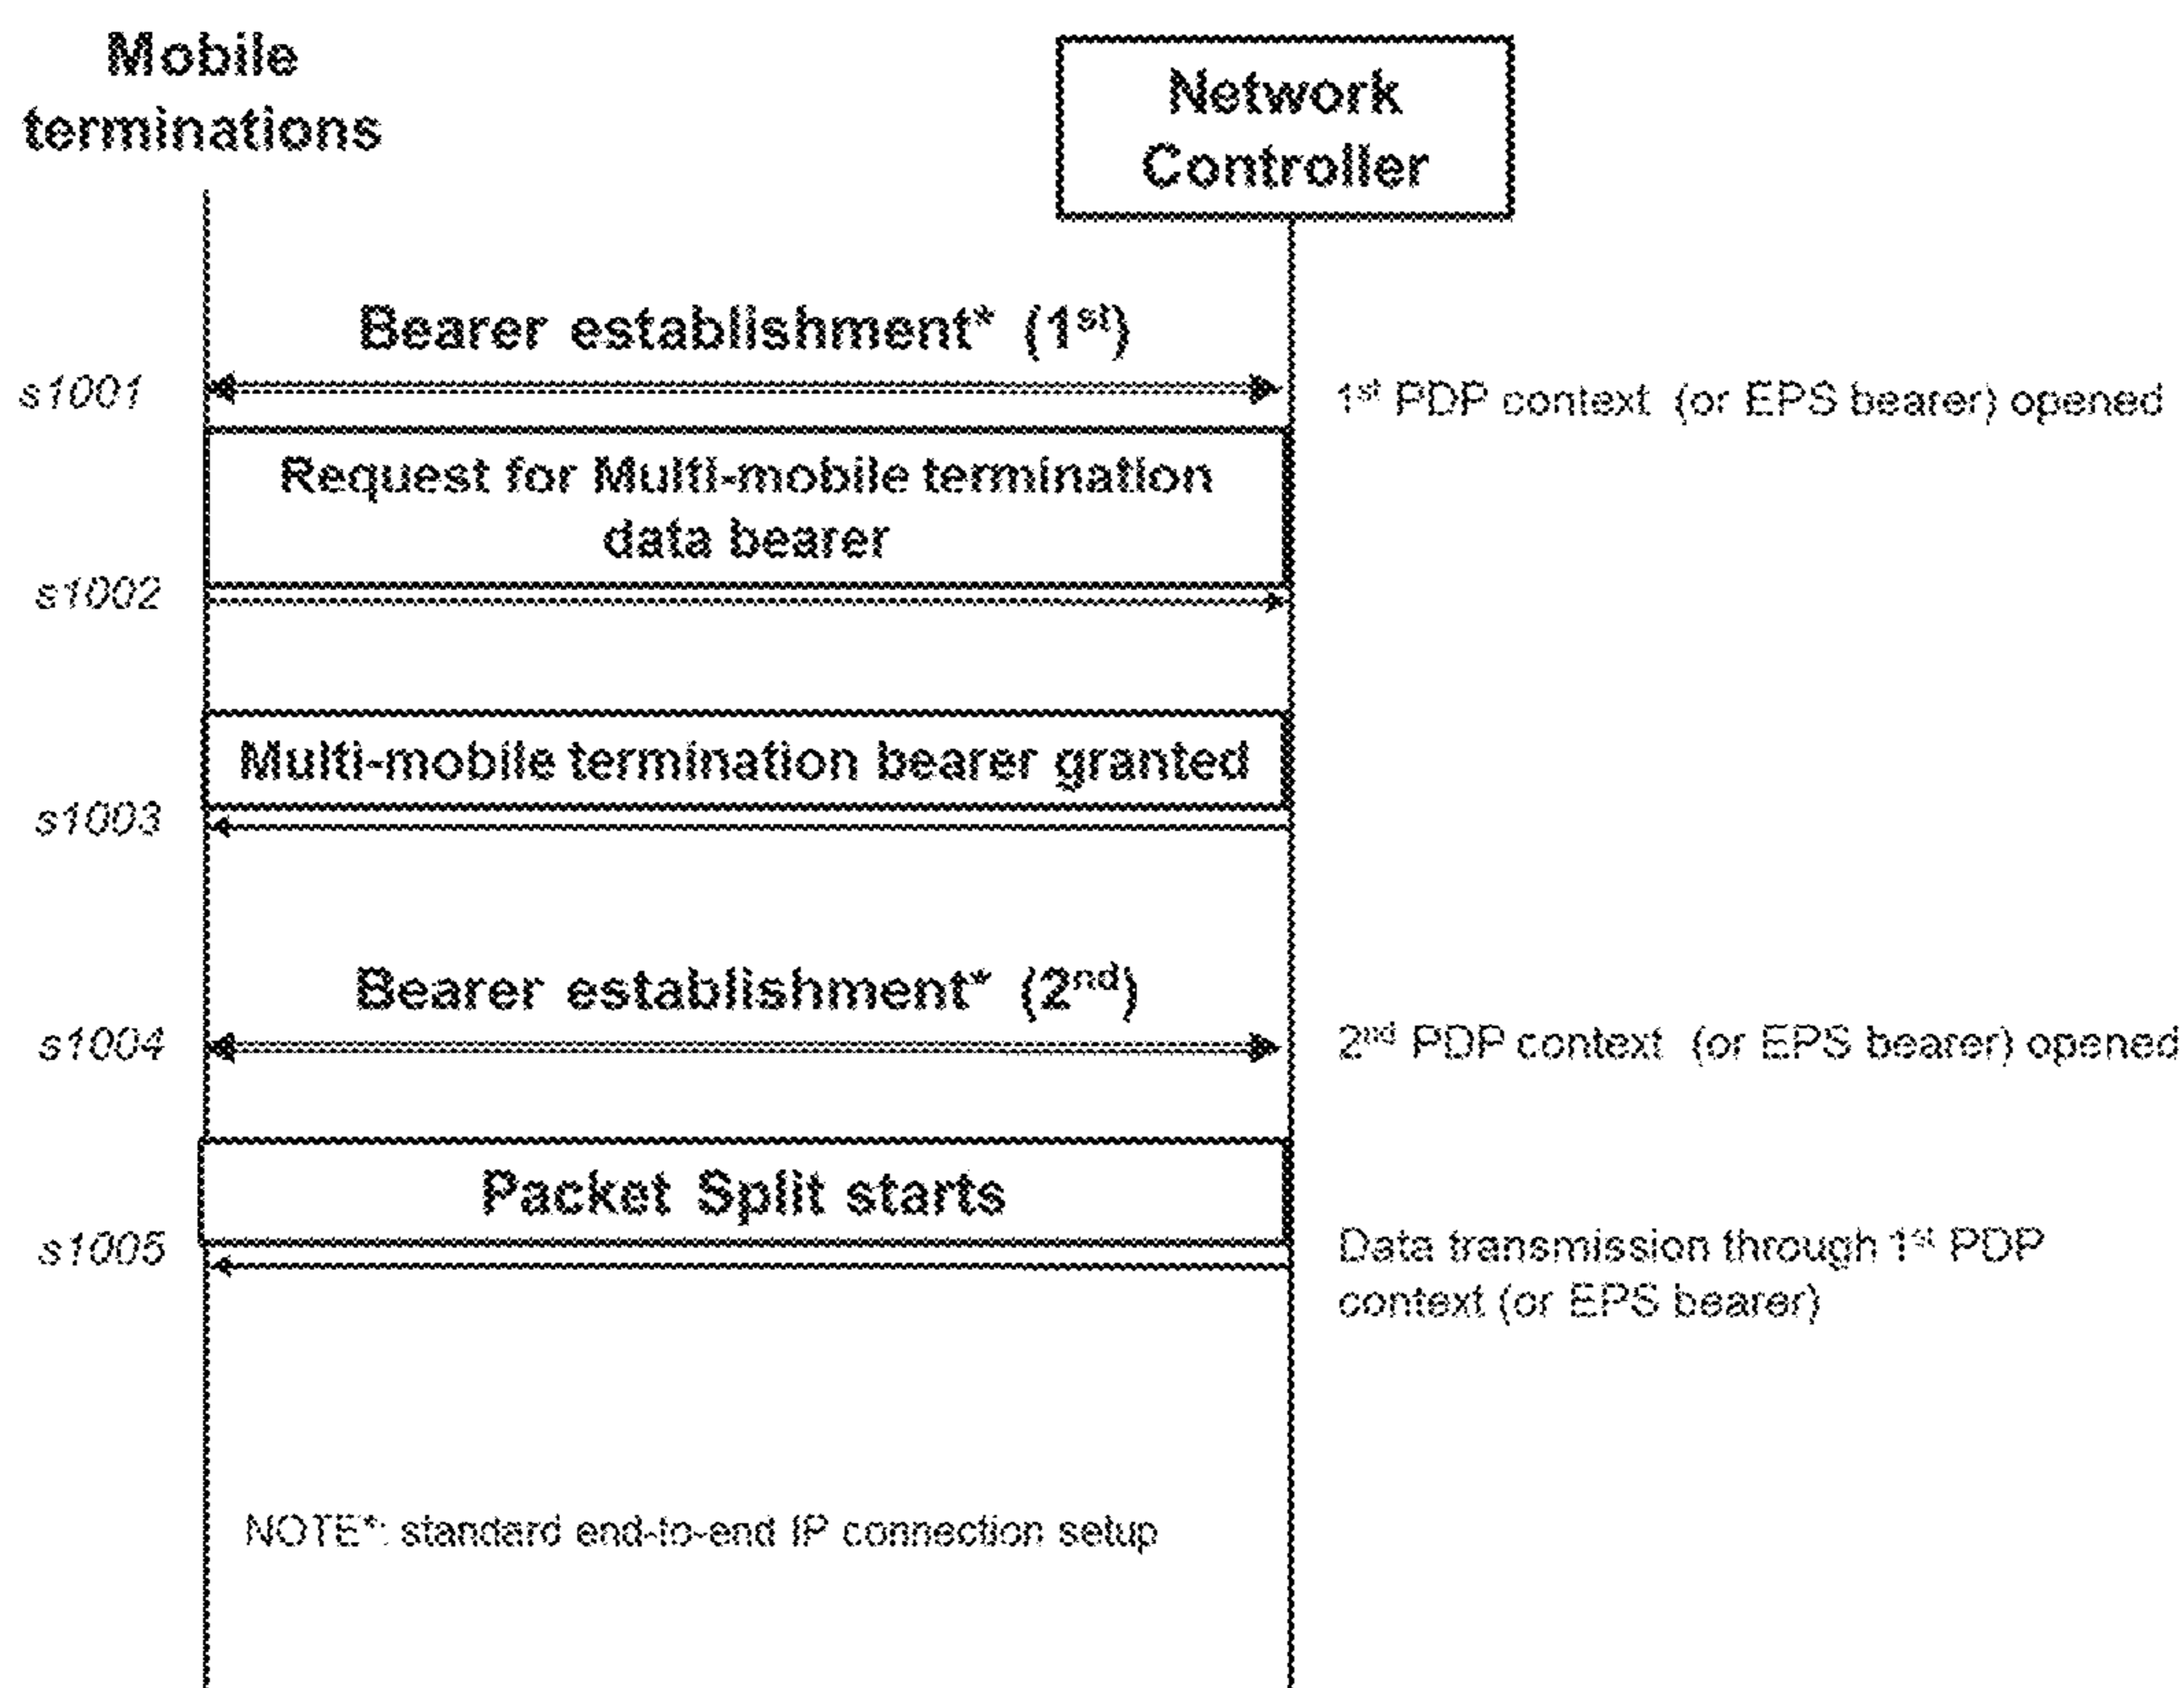 Mobile
terminations
Network
Controller
Bearer establishment* (1st)
s1001
1st PDP context (or EPS bearer) opened
Request for Multi-mobile termination
data bearer
s1002
Multi-mobile termination bearer granted
s1003
Bearer establishment* (2nd)
s1004
2nd PDP context (or EPS bearer) opened
Packet Split starts
s1005
Data transmission through 1st PDP
context (or EPS bearer)
NOTE*: standard end-to-end IP connection setup